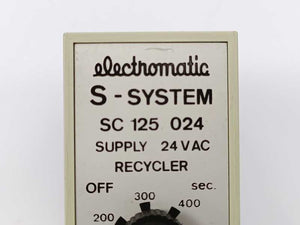 electromatic
S-SYSTEM
SC 125 024
SUPPLY 24 VAC
RECYCLER
OFF sec.
300
200 400